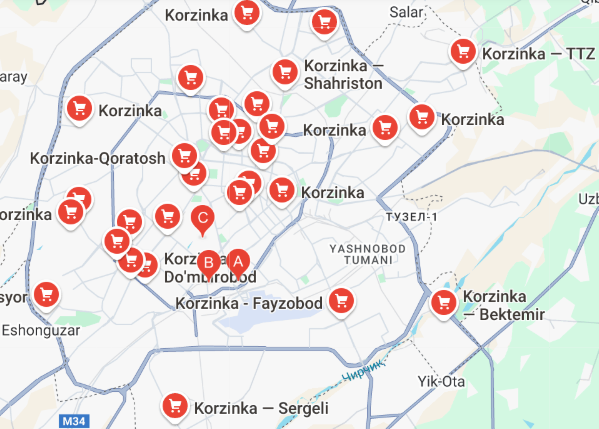 Korzinka
Salar
Korzinka — TTZ
Korzinka —
Shahriston
aray
Korzinka
Korzinka
Korzinka
Korzinka-Qoratosh
Korzinka
Uzb
orzinka
C
ТУЗЕЛ-1
YASHNOBOD
TUMANI
B
A
Do'mbirobod
Korzinka - Fayzobod
Korzinka
— Bektemir
syor
Eshonguzar
Чирчик
Yik-Ota
Korzinka — Sergeli
M34